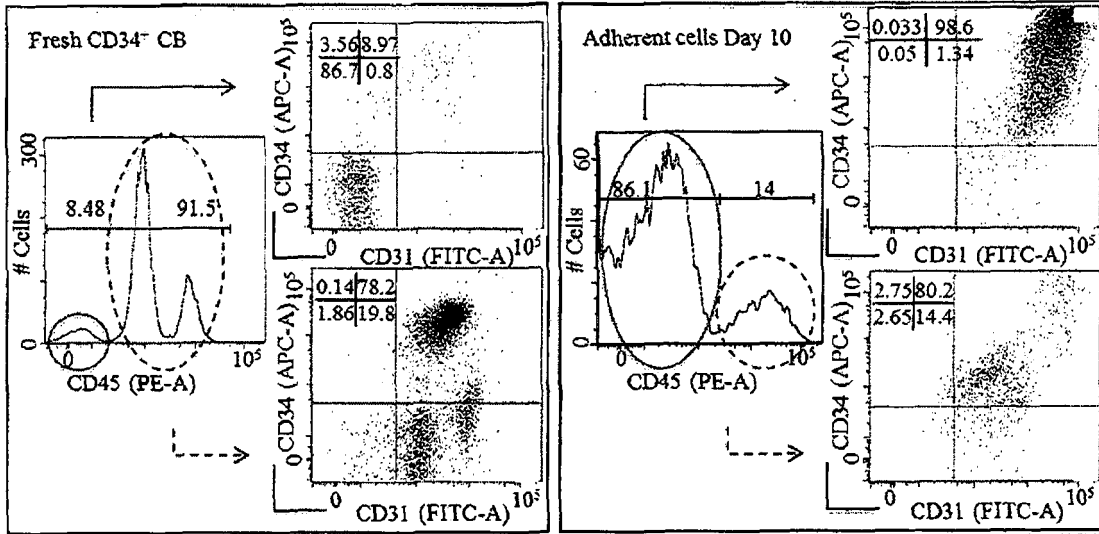 Fresh CD34⁺ CB
300
8.48
91.5
# Cells
0
0
10⁵
CD45 (PE-A)
3.56 8.97
86.7 0.8
0 CD34 (APC-A) 10⁵
0
10⁵
CD31 (FITC-A)
0.14 78.2
1.86 19.8
0 CD34 (APC-A) 10⁵
0
10⁵
CD31 (FITC-A)
Adherent cells Day 10
60
86.1
14
# Cells
0
0
10⁵
CD45 (PE-A)
0.033 98.6
0.05 1.34
0 CD34 (APC-A) 10⁵
0
10⁵
CD31 (FITC-A)
2.75 80.2
2.65 14.4
0 CD34 (APC-A) 10⁵
0
10⁵
CD31 (FITC-A)